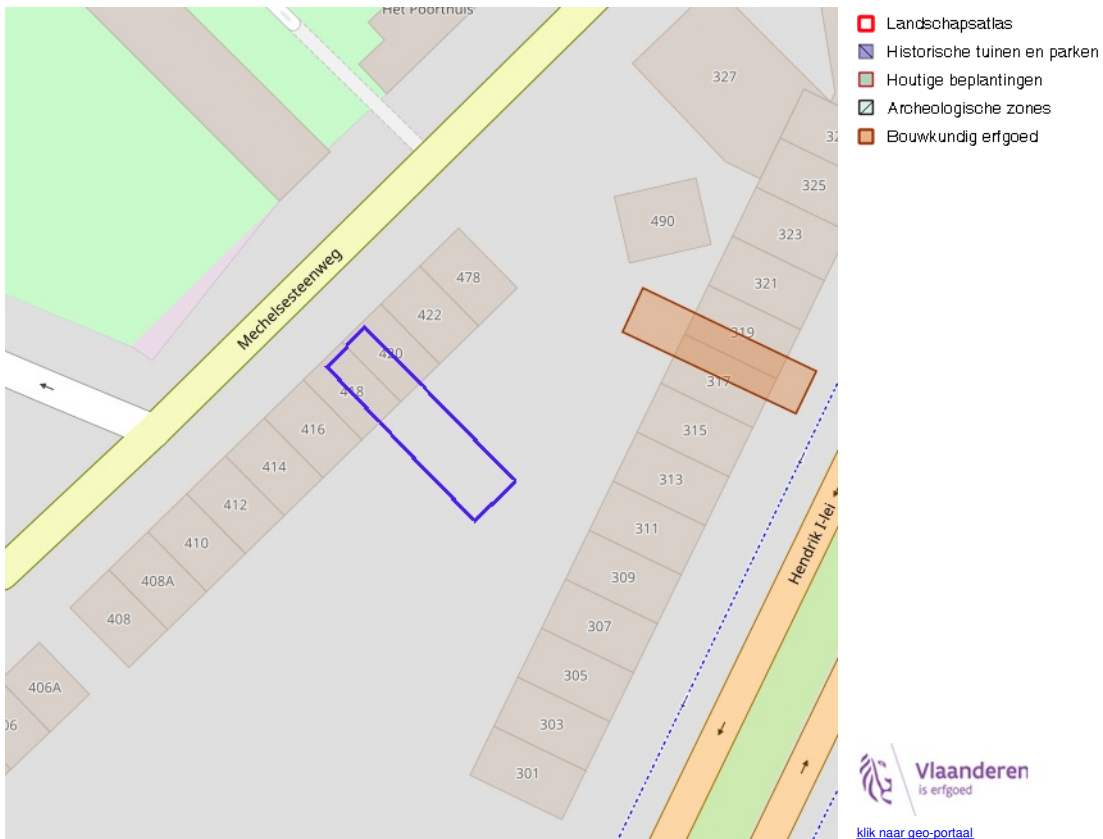 Het Poorthuis
327
325
323
490
321
478
Mechelsesteenweg
422
319
420
317
418
315
416
313
414
412
311
Hendrik I-lei
410
309
408A
307
408
305
406A
303
301
Landschapsatlas
Historische tuinen en parken
Houtige beplantingen
Archeologische zones
Bouwkundig erfgoed
Vlaanderen
is erfgoed
klik naar geo-portaal